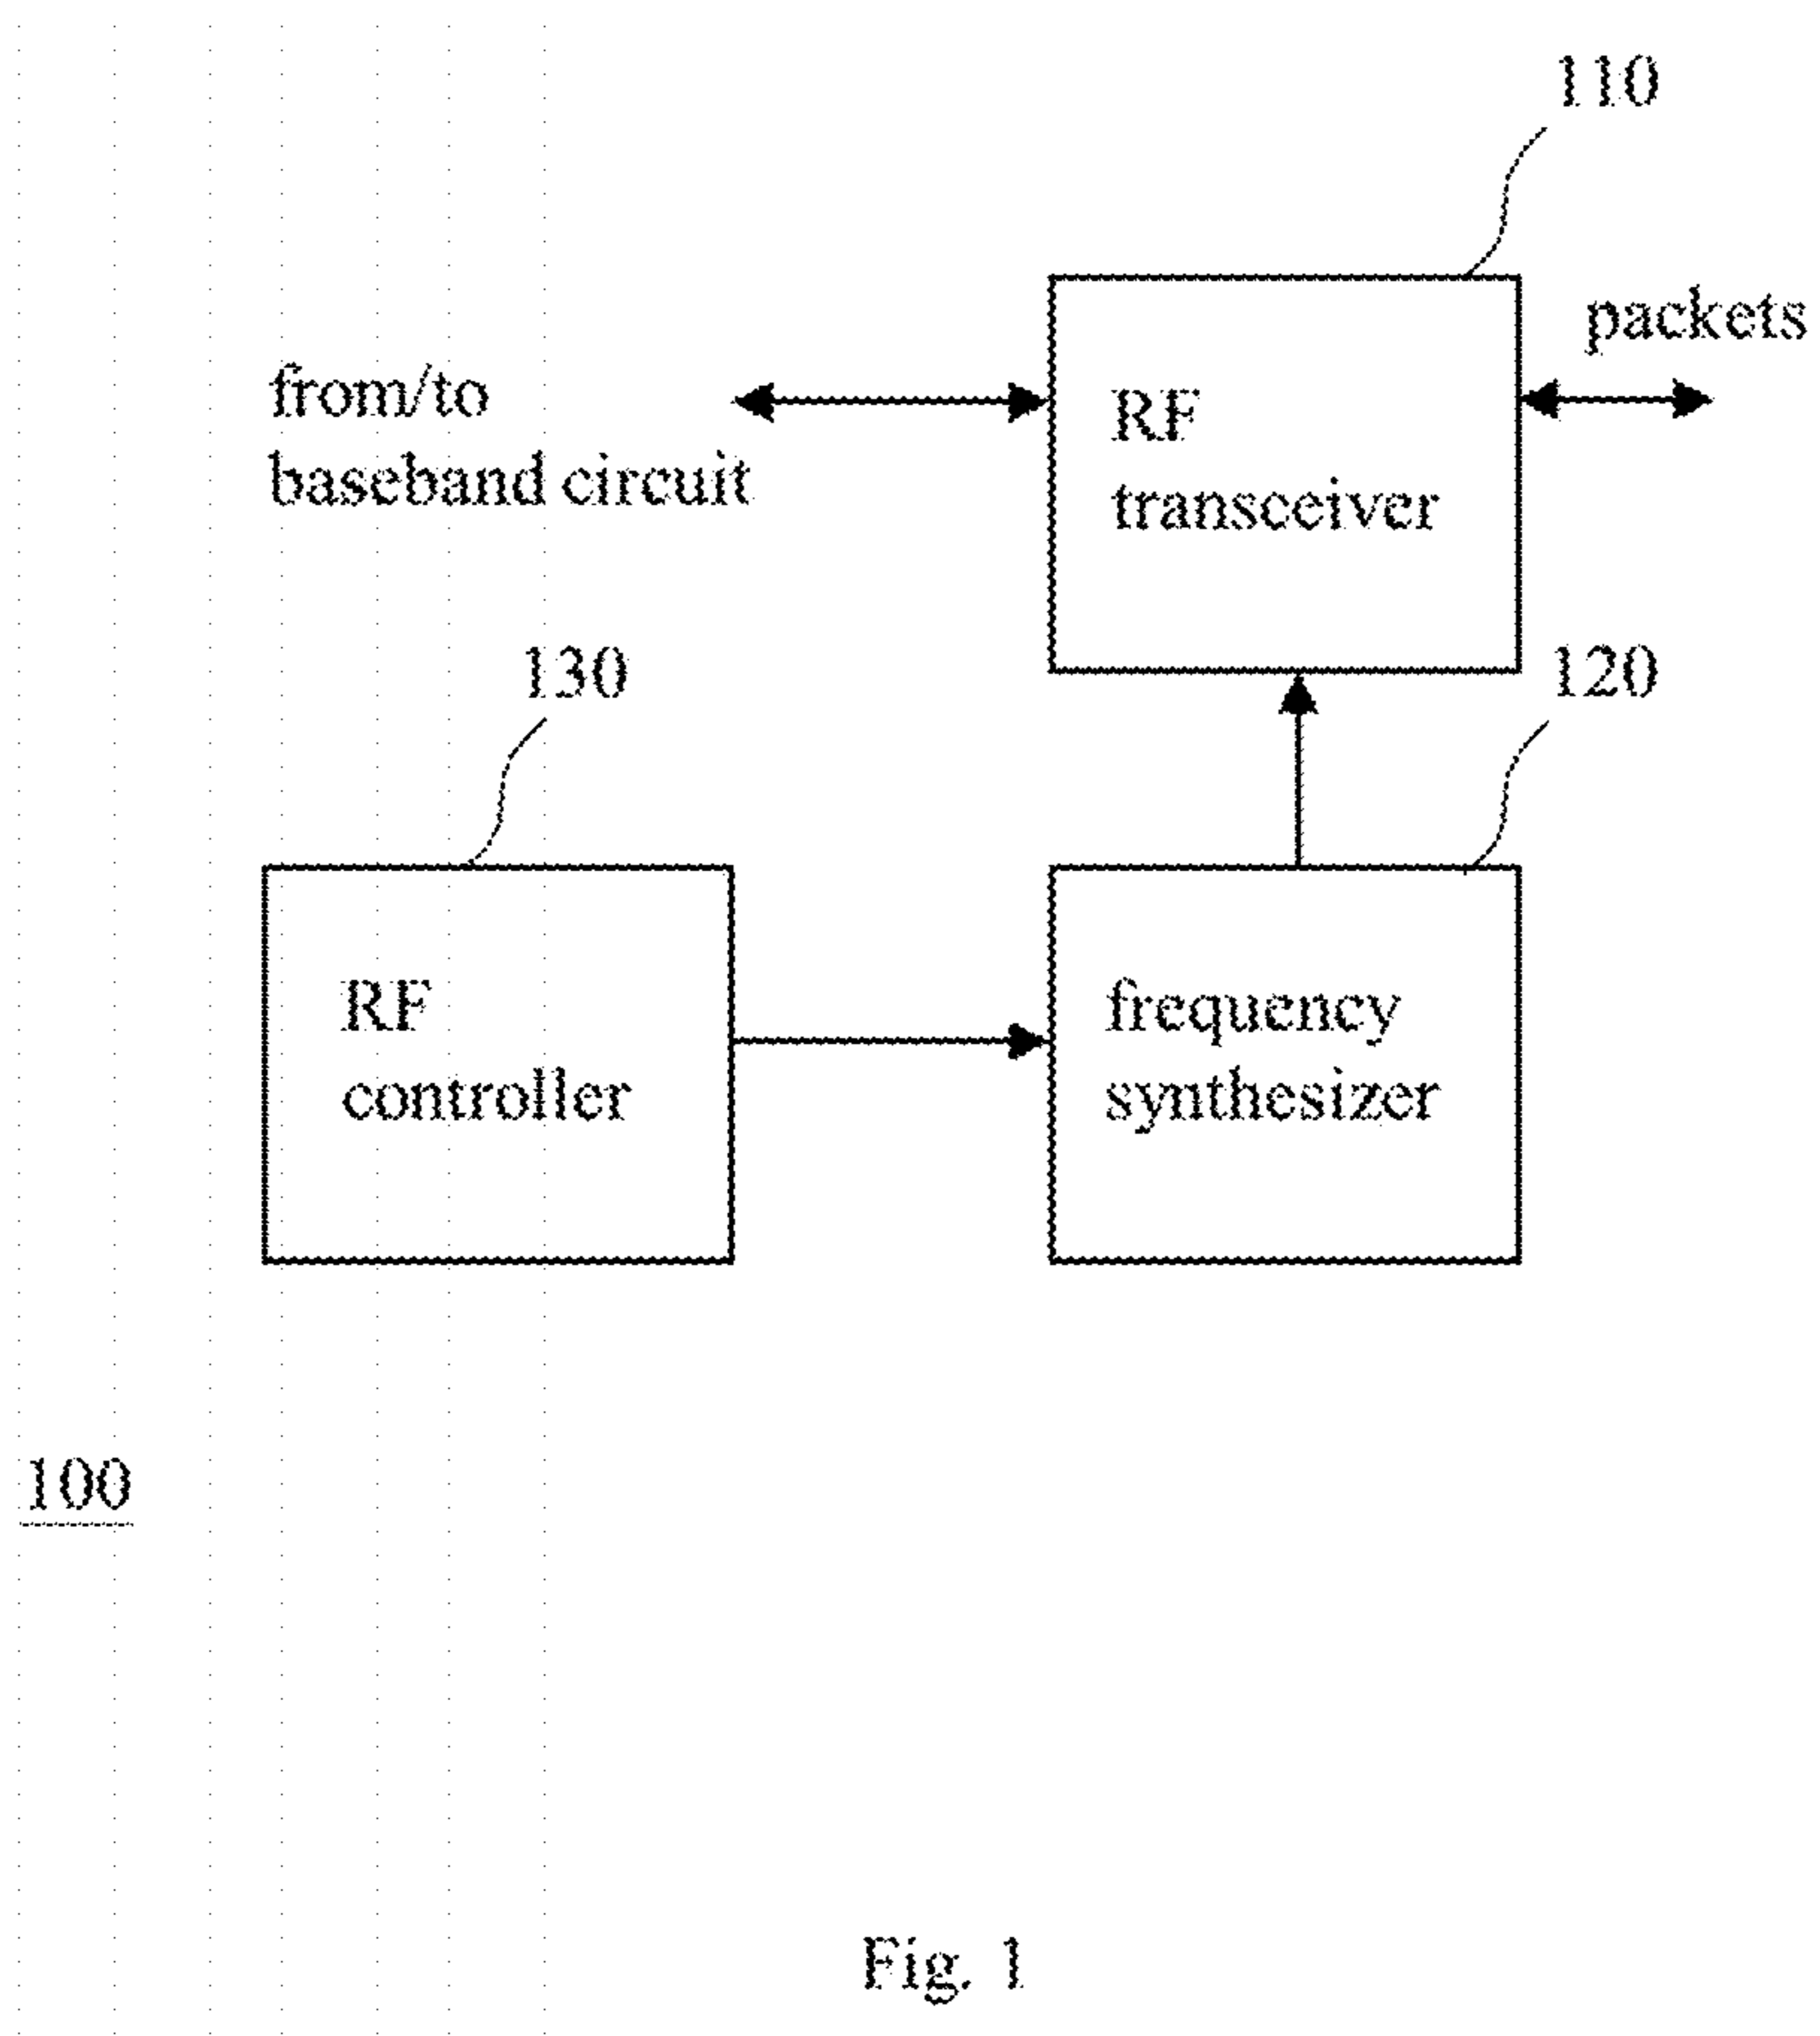 110
packets
from/to
baseband circuit
RF
transceiver
130
120
RF
controller
frequency
synthesizer
100
Fig. 1